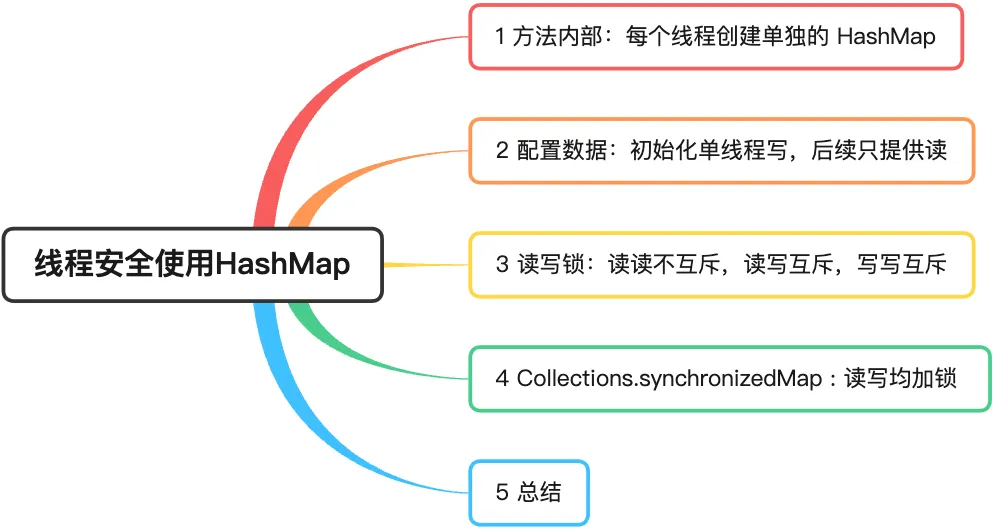 线程安全使用HashMap
1 方法内部：每个线程创建单独的 HashMap
2 配置数据：初始化单线程写，后续只提供读
3 读写锁：读读不互斥，读写互斥，写写互斥
4 Collections.synchronizedMap : 读写均加锁
5 总结